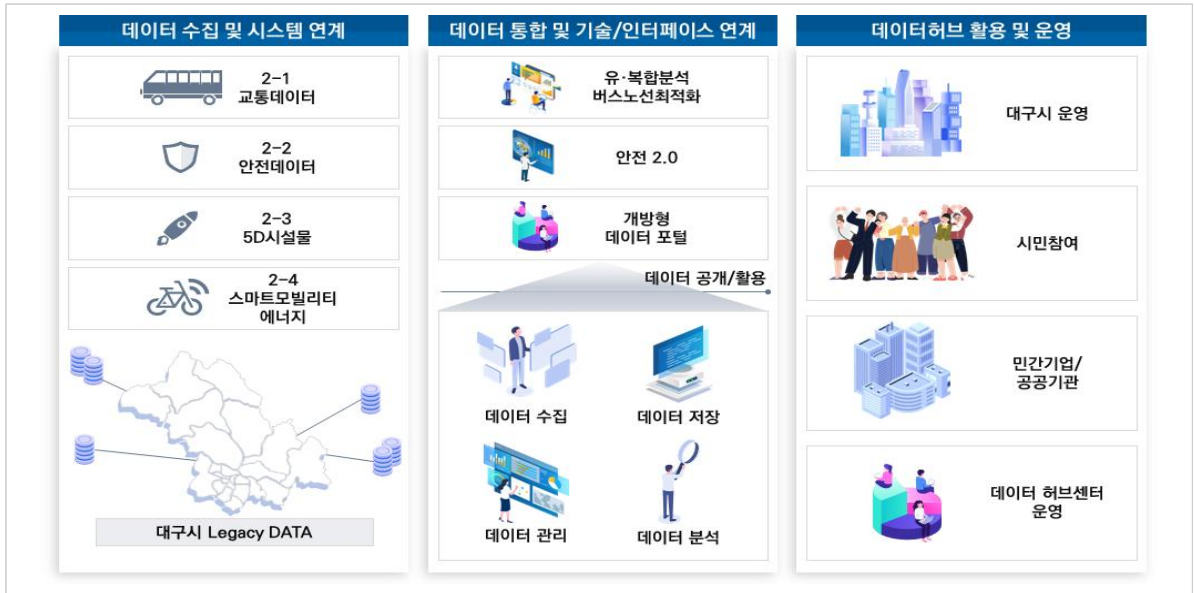 데이터 수집 및 시스템 연계
2-1
교통데이터
2-2
안전데이터
2-3
5D시설물
2-4
스마트모빌리티
에너지
대구시 Legacy DATA
데이터 통합 및 기술/인터페이스 연계
유·복합분석
버스노선최적화
안전 2.0
개방형
데이터 포털
데이터 공개/활용
데이터 수집
데이터 저장
데이터 관리
데이터 분석
데이터허브 활용 및 운영
대구시 운영
시민참여
민간기업/
공공기관
데이터 허브센터
운영